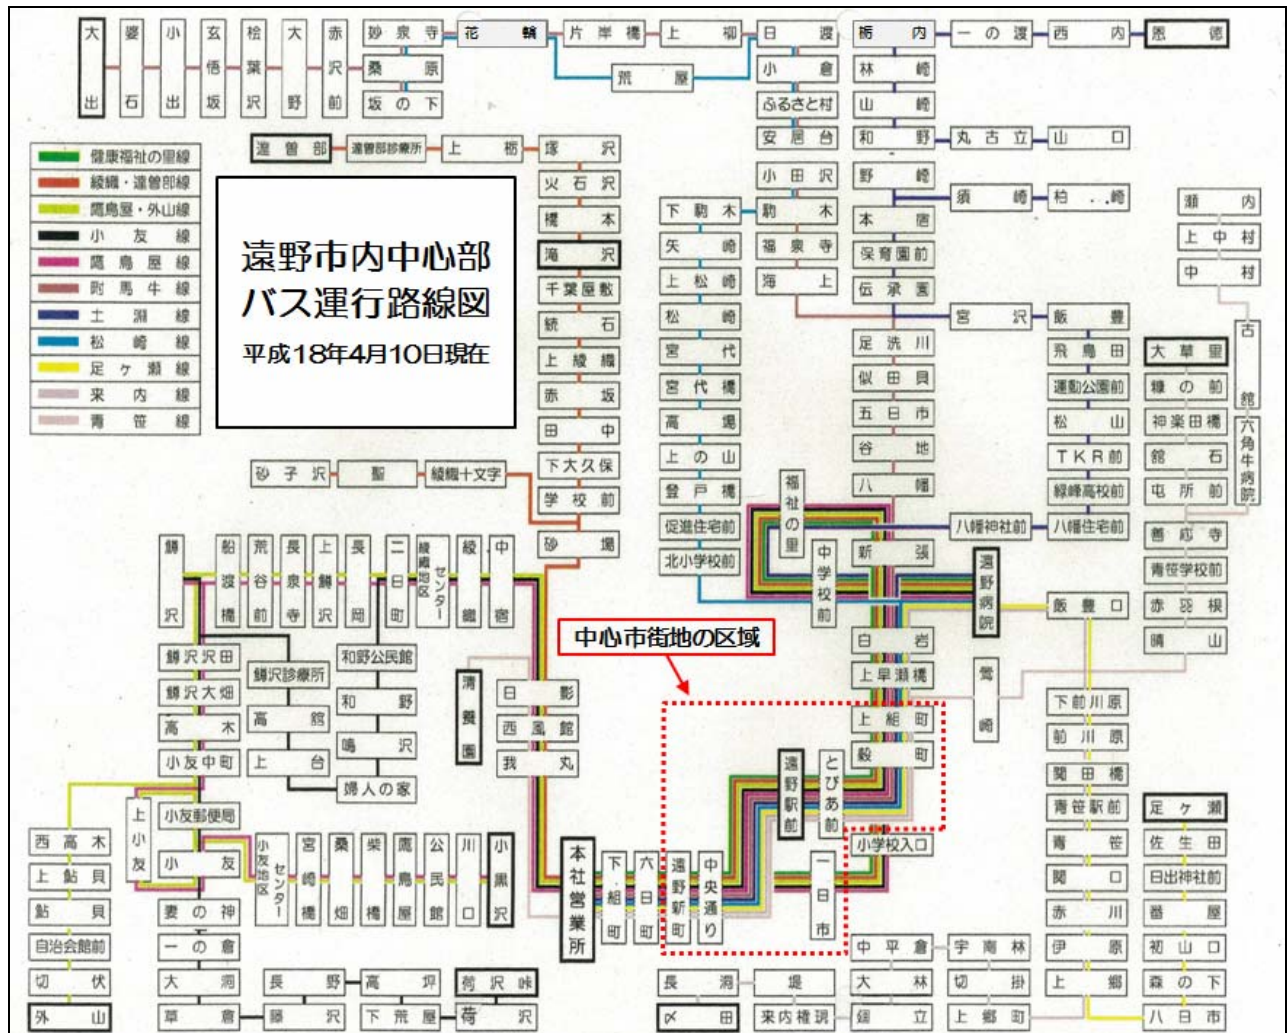 大出
婆石
小出
玄悟坂
桧葉沢
大野
赤沢前
妙泉寺
花輪
片岸橋
上柳
日渡
栃内
一の渡
西内
恩徳
桑原
荒屋
小倉
林崎
坂の下
ふるさと村
山崎
安居台
和野
丸古立
山口
健康福祉の里線
綾織・遠曽部線
鷹鳥屋・外山線
小友線
鷹鳥屋線
附馬牛線
土淵線
松崎線
足ヶ瀬線
来内線
青笹線
遠野市内中心部
バス運行路線図
平成18年4月10日現在
達曽部
達曽部診療所
上栃
塚沢
火石沢
橋本
滝沢
千葉屋敷
続石
上綾織
赤坂
田中
下大久保
学校前
砂場
砂子沢
聖
綾織十文字
小田沢
下駒木
駒木
福泉寺
海上
矢崎
上松崎
松崎
宮代
宮代橋
高場
上の山
登戸橋
促進住宅前
北小学校前
野崎
須崎
柏崎
本宿
保育園前
伝承園
宮沢
飯豊
足洗川
似田貝
五日市
谷地
八幡
新張
飛鳥田
運動公園前
松山
TKR前
緑峰高校前
八幡住宅前
八幡神社前
瀬内
上中村
中村
古館
六角牛病院
大草里
糠の前
神楽田橋
舘石
屯所前
善応寺
青笹学校前
赤羽根
晴山
福祉の里
中学校前
遠野病院
飯豊口
白岩
上早瀬橋
鶯崎
中心市街地の区域
上組町
穀町
遠野駅前
とぴあ前
小学校入口
一日市
中央通り
遠野新町
六日町
下組町
本社営業所
鱒沢
船渡橋
荒谷前
長泉寺
上鱒沢
長岡
二日町
綾織地区センター
綾織
中宿
日影
西風館
我丸
清養園
鱒沢沢田
鱒沢大畑
高木
小友中町
鱒沢診療所
高舘
上台
和野公民館
和野
鳴沢
婦人の家
上小友
小友郵便局
小友
小友地区センター
宮崎橋
桑畑
柴橋
鷹鳥屋
公民館
川口
小黒沢
西高木
上鮎貝
鮎貝
自治会館前
切伏
外山
妻の神
一の倉
大洞
草倉
長野
高坪
荷沢峠
藤沢
下荒屋
荷沢
下前川原
前川原
関田橋
青笹駅前
青笹
関口
赤川
伊原
上郷
足ヶ瀬
佐生田
日出神社前
番屋
初山口
森の下
八日市
中平倉
宇南林
長洞
堤
大林
切掛
〆田
来内権現
細立
上郷町